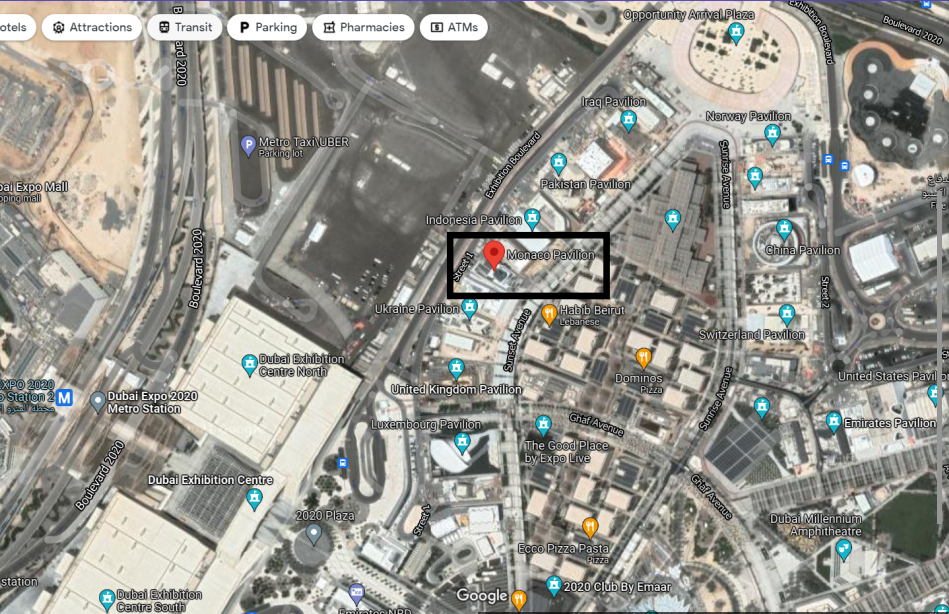 otels
Attractions
Transit
P Parking
Pharmacies
ATMs
Opportunity Arrival Plaza
Exhibition Boulevard
Boulevard 2020
Boulevard 2020
Iraq Pavilion
Norway Pavilion
Metro Taxi\UBER
Parking lot
Exhibition Boulevard
Sunrise Avenue
Pakistan Pavilion
bai Expo Mall
pping mall
Indonesia Pavilion
Boulevard 2020
Street 1
Monaco Pavilion
China Pavilion
Street 2
Ukraine Pavilion
Habib Beirut
Lebanese
Sunset Avenue
Switzerland Pavilion
Dubai Exhibition
Centre North
Dominos
Pizza
United States Pavilio
EXPO 2020
o Station 2
M
Dubai Expo 2020
Metro Station
United Kingdom Pavilion
Sunrise Avenue
Luxembourg Pavilion
Ghaf Avenue
Emirates Pavilion
The Good Place
by Expo Live
Boulevard 2020
Dubai Exhibition Centre
Ghaf Avenue
2020 Plaza
Street 1
Dubai Millennium
Amphitheatre
Ecco Pizza Pasta
Pizza
station
2020 Club By Emaar
Dubai Exhibition
Centre South
Google
Emirates NBD